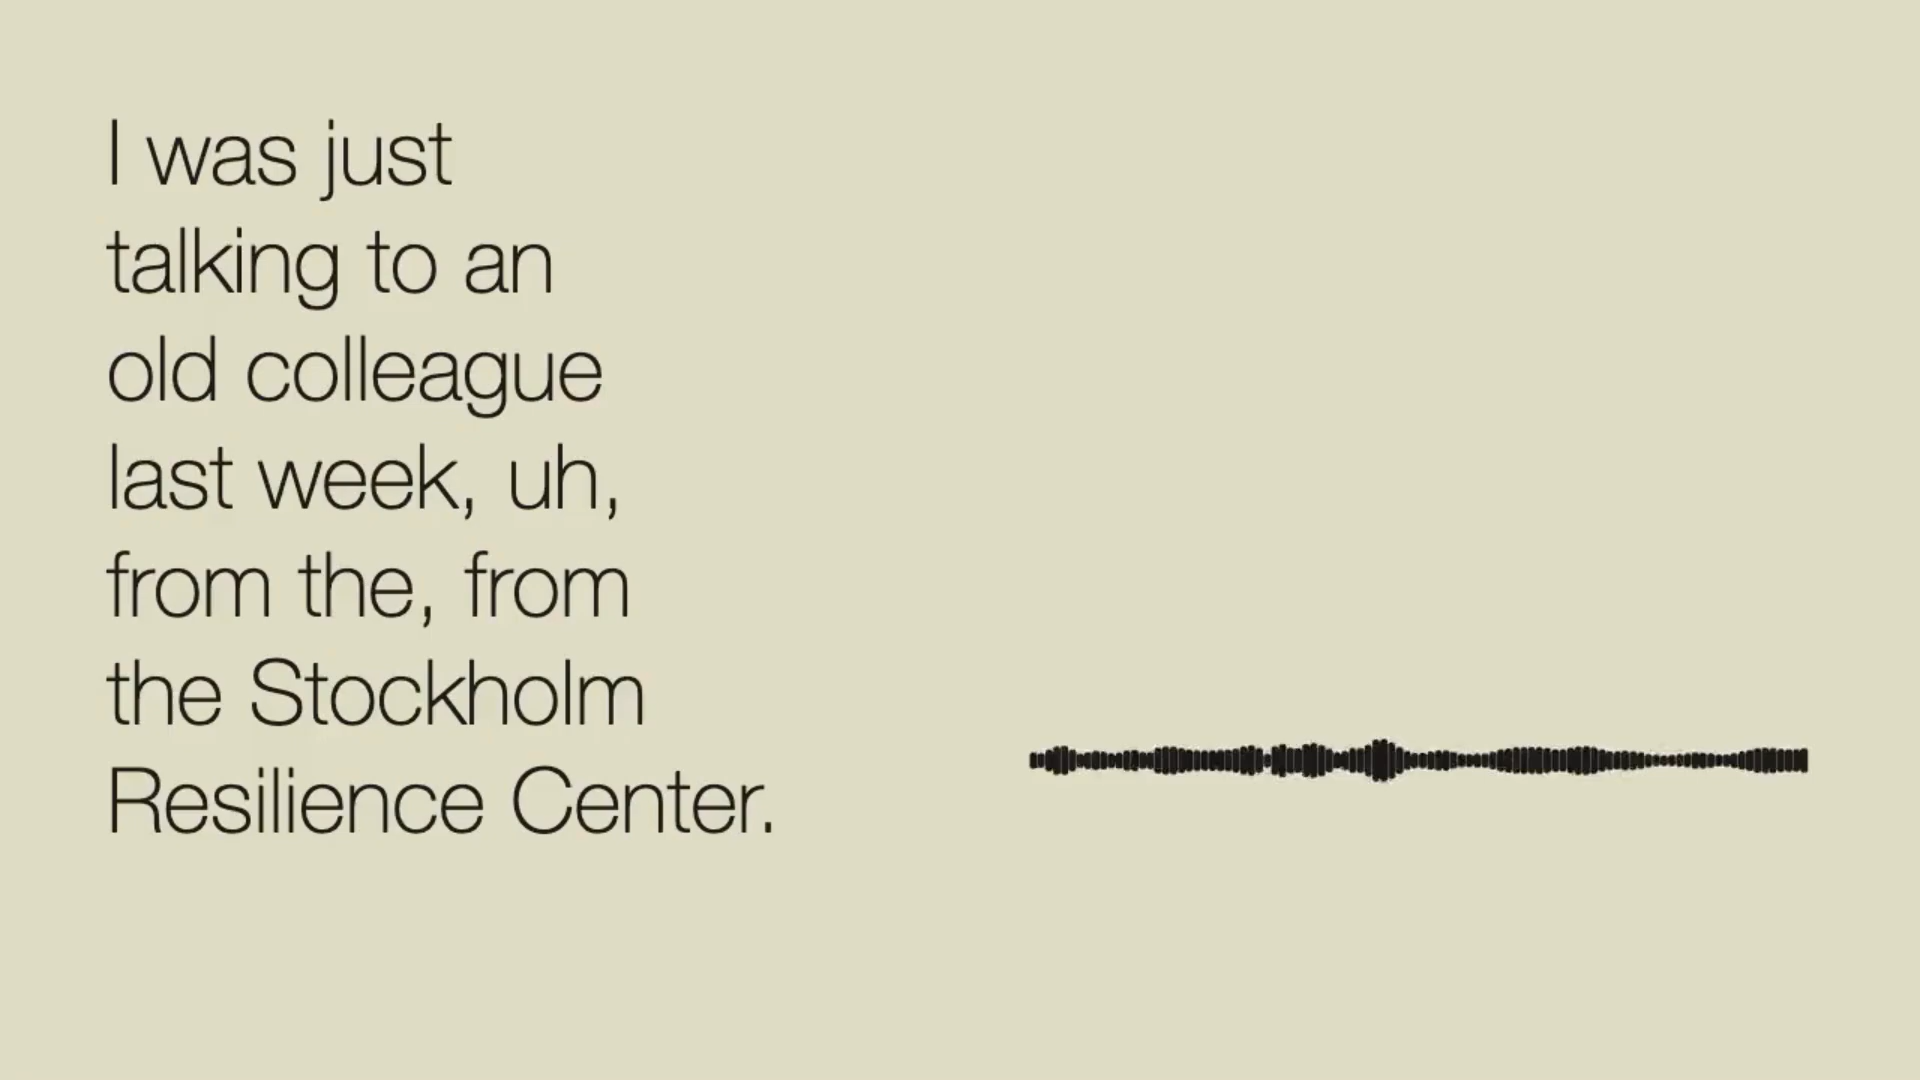 I was just
talking to an
old colleague
last week, uh,
from the, from
the Stockholm
Resilience Center.